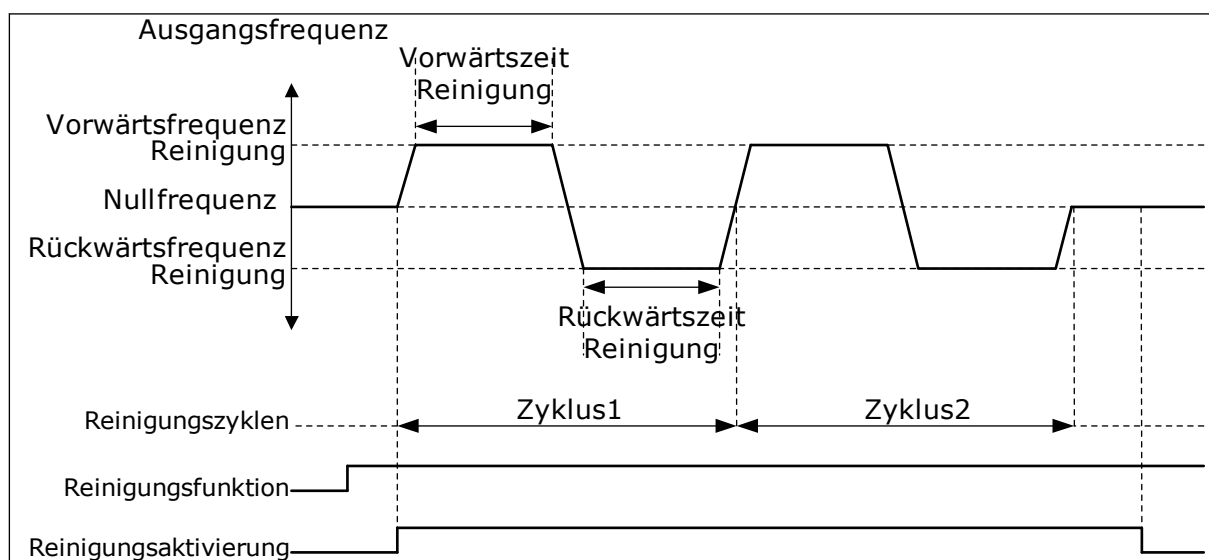 Ausgangsfrequenz
Vorwärtszeit
Reinigung
Vorwärtsfrequenz
Reinigung
Nullfrequenz
Rückwärtsfrequenz
Reinigung
Rückwärtszeit
Reinigung
Reinigungszyklen
Zyklus1
Zyklus2
Reinigungsfunktion
Reinigungsaktivierung